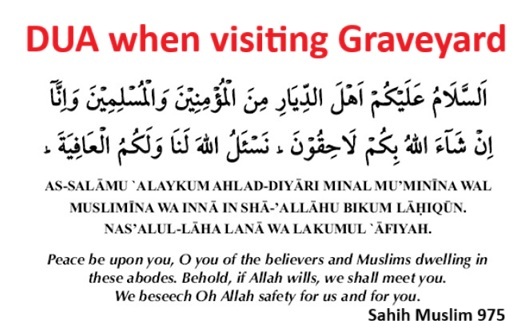 DUA when visiting Graveyard
اَلسَّلَامُ عَلَيْكُمْ اَهْلَ الدِّيَارِ مِنَ الْمُؤْمِنِيْنَ وَالْمُسْلِمِيْنَ وَاِنَّآ
اِنْ شَآءَ اللهُ بِكُمْ لَاحِقُوْنَ ، نَسْئَلُ اللهَ لَنَا وَلَكُمُ الْعَافِيَةَ ،
AS-SALĀMU `ALAYKUM AHLAD-DIYĀRI MINAL MU’MINĪNA WAL
MUSLIMĪNA WA INNĀ IN SHĀ-’ALLĀHU BIKUM LĀḤIQŪN.
NAS’ALUL-LĀHA LANĀ WA LAKUMUL `ĀFIYAH.
Peace be upon you, O you of the believers and Muslims dwelling in
these abodes. Behold, if Allah wills, we shall meet you.
We beseech Oh Allah safety for us and for you.
Sahih Muslim 975